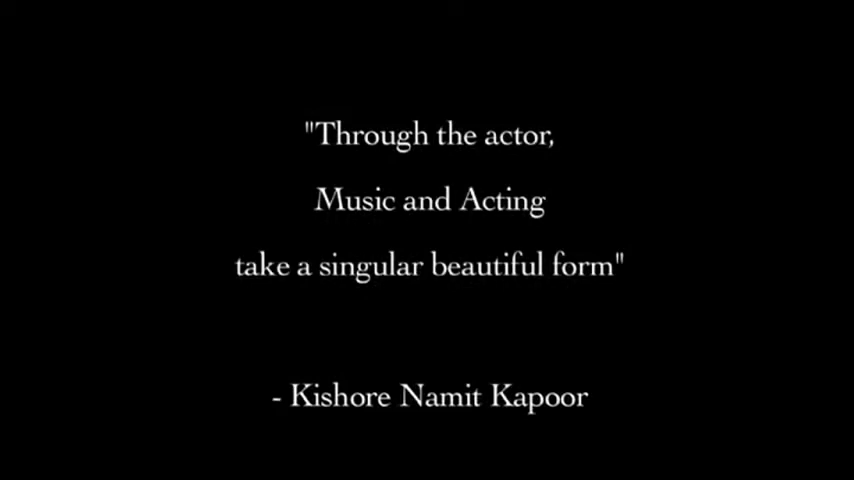 "Through the actor,
Music and Acting
take a singular beautiful form"
- Kishore Namit Kapoor